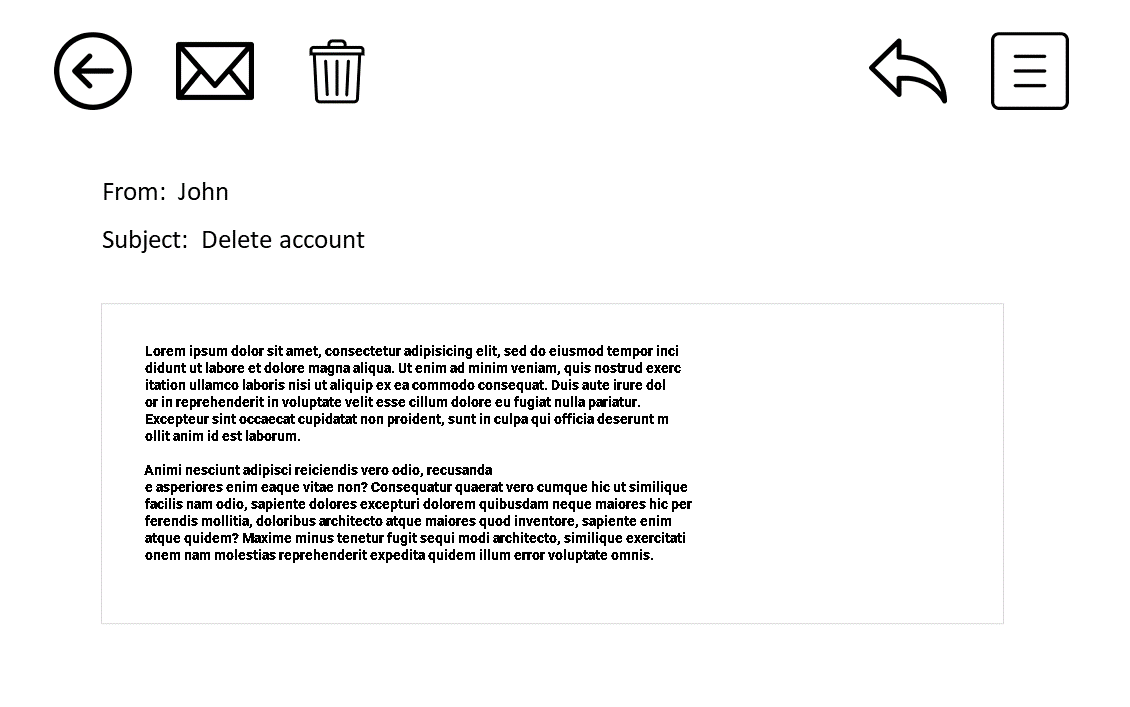 From: John
Subject: Delete account
Lorem ipsum dolor sit amet, consectetur adipisicing elit, sed do eiusmod tempor inci
didunt ut labore et dolore magna aliqua. Ut enim ad minim veniam, quis nostrud exerc
itation ullamco laboris nisi ut aliquip ex ea commodo consequat. Duis aute irure dol
or in reprehenderit in voluptate velit esse cillum dolore eu fugiat nulla pariatur.
Excepteur sint occaecat cupidatat non proident, sunt in culpa qui officia deserunt m
ollit anim id est laborum.
Animi nesciunt adipisci reiciendis vero odio, recusanda
e asperiores enim eaque vitae non? Consequatur quaerat vero cumque hic ut similique
facilis nam odio, sapiente dolores excepturi dolorem quibusdam neque maiores hic per
ferendis mollitia, doloribus architecto atque maiores quod inventore, sapiente enim
atque quidem? Maxime minus tenetur fugit sequi modi architecto, similique exercitati
onem nam molestias reprehenderit expedita quidem illum error voluptate omnis.